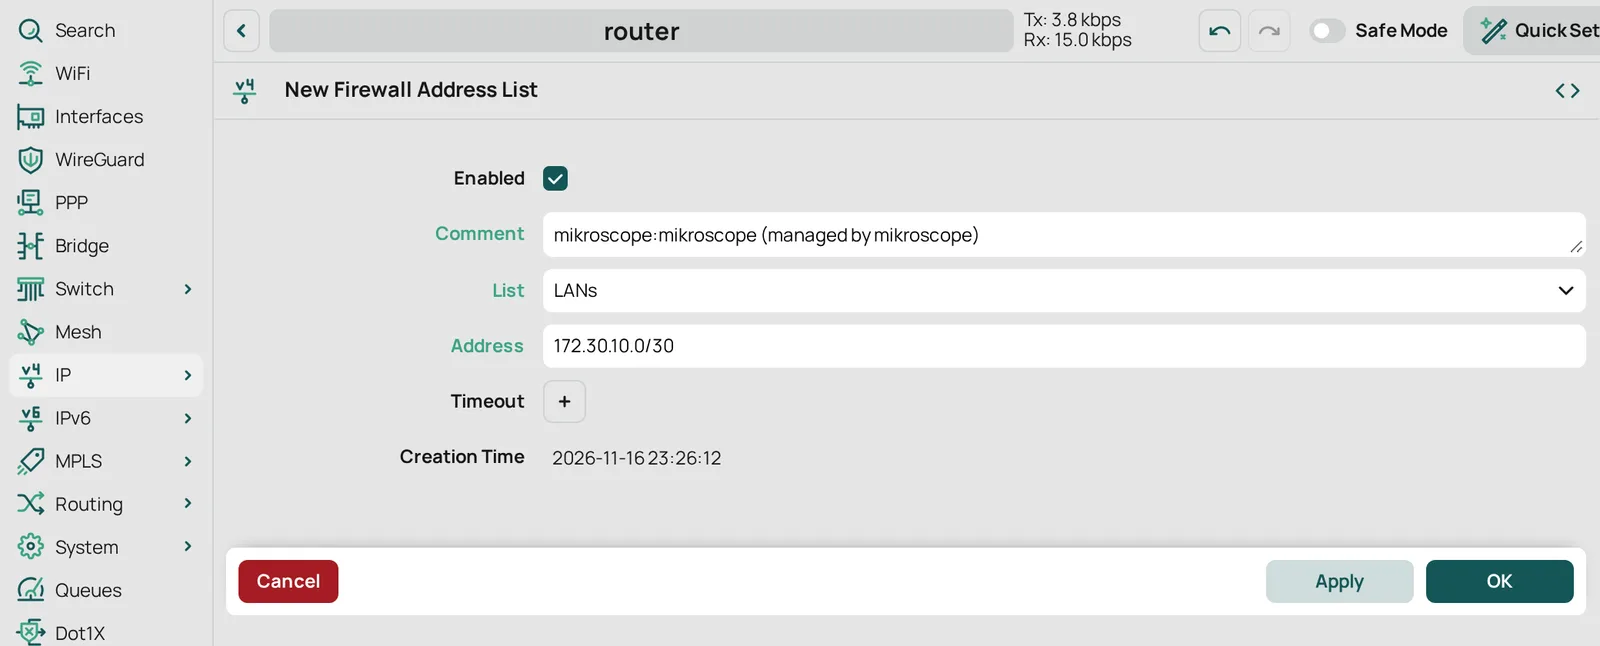 Search
WiFi
Interfaces
WireGuard
PPP
Bridge
Switch
Mesh
v4 IP
v6 IPv6
MPLS
Routing
System
Queues
Dot1X
router
Tx: 3.8 kbps
Rx: 15.0 kbps
Safe Mode
Quick Set
v4 New Firewall Address List
Enabled
Comment mikroscope:mikroscope (managed by mikroscope)
List LANs
Address 172.30.10.0/30
Timeout +
Creation Time 2026-11-16 23:26:12
Cancel
Apply
OK